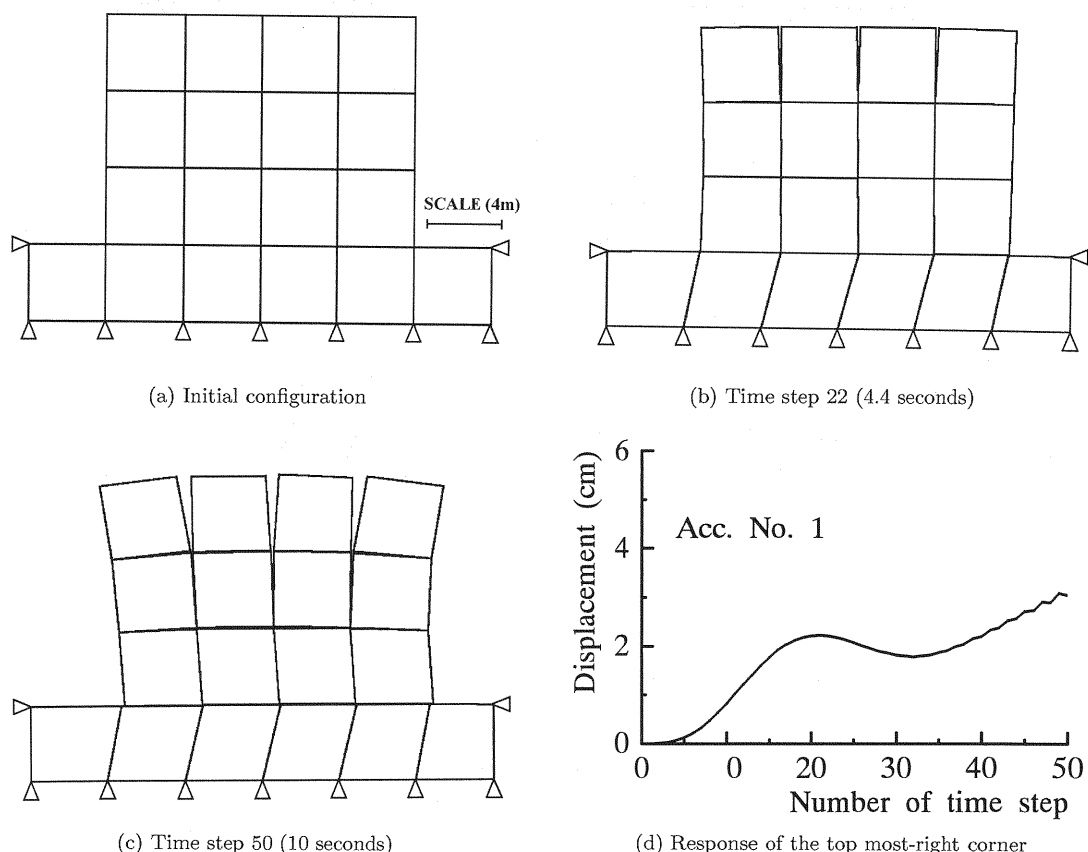 SCALE (4m)
(a) Initial configuration
(b) Time step 22 (4.4 seconds)
6
4
2
0
Displacement (cm)
Acc. No. 1
0 0 20 30 40 50
Number of time step
(c) Time step 50 (10 seconds)
(d) Response of the top most-right corner